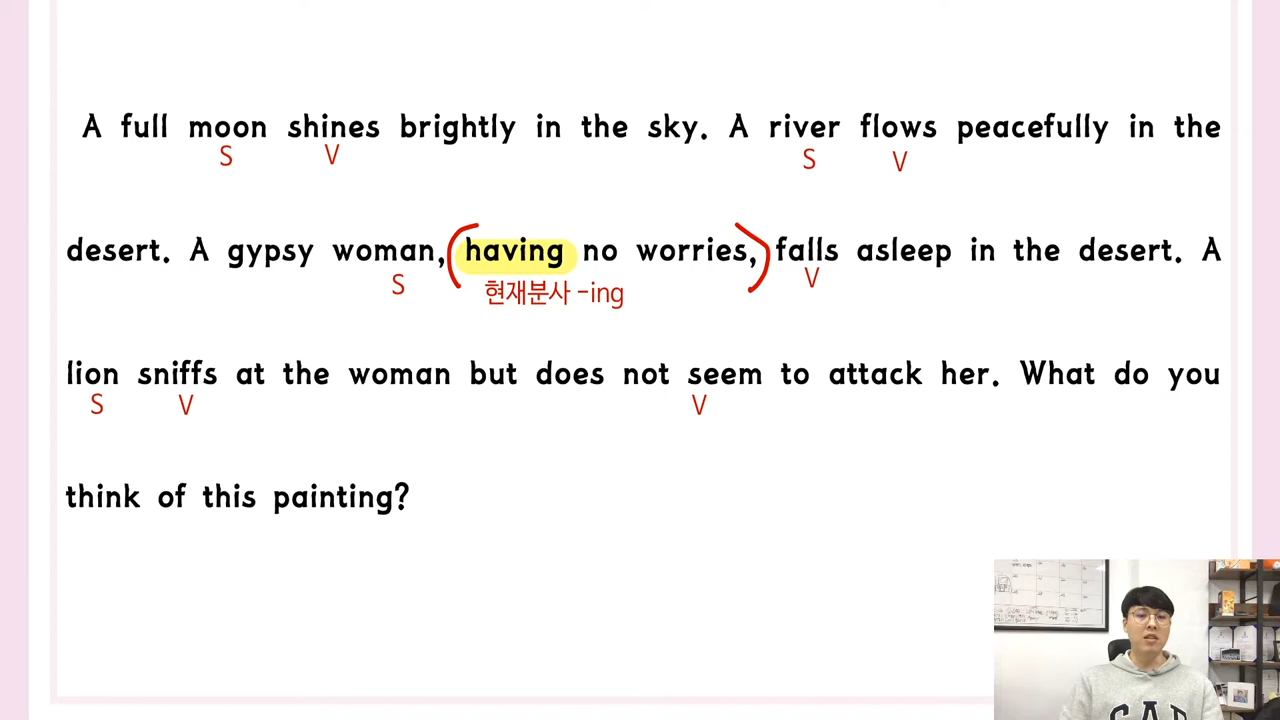 A full moon shines brightly in the sky. A river flows peacefully in the
S V S V
desert. A gypsy woman, (having no worries,) falls asleep in the desert. A
S 현재분사 -ing V
lion sniffs at the woman but does not seem to attack her. What do you
S V V
think of this painting?
GAP